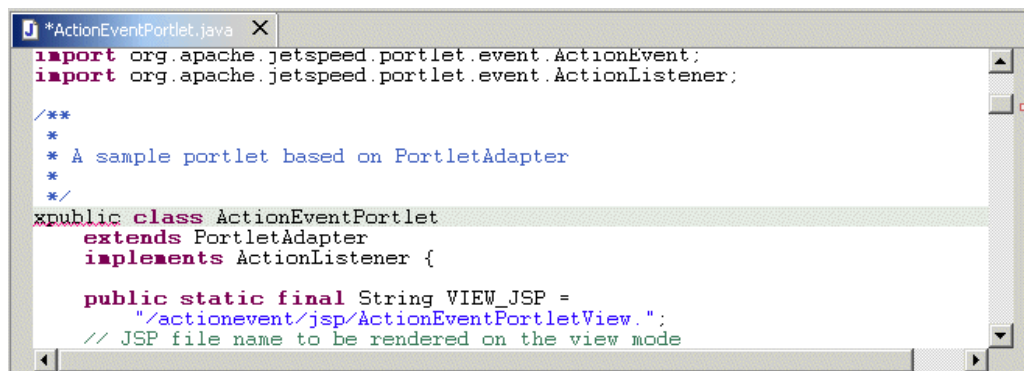 *ActionEventPortlet.java
import org.apache.jetspeed.portlet.event.ActionEvent;
import org.apache.jetspeed.portlet.event.ActionListener;
/**
*
* A sample portlet based on PortletAdapter
*
*/
xpublic class ActionEventPortlet
extends PortletAdapter
implements ActionListener {
public static final String VIEW_JSP =
"/actionevent/jsp/ActionEventPortletView.";
// JSP file name to be rendered on the view mode